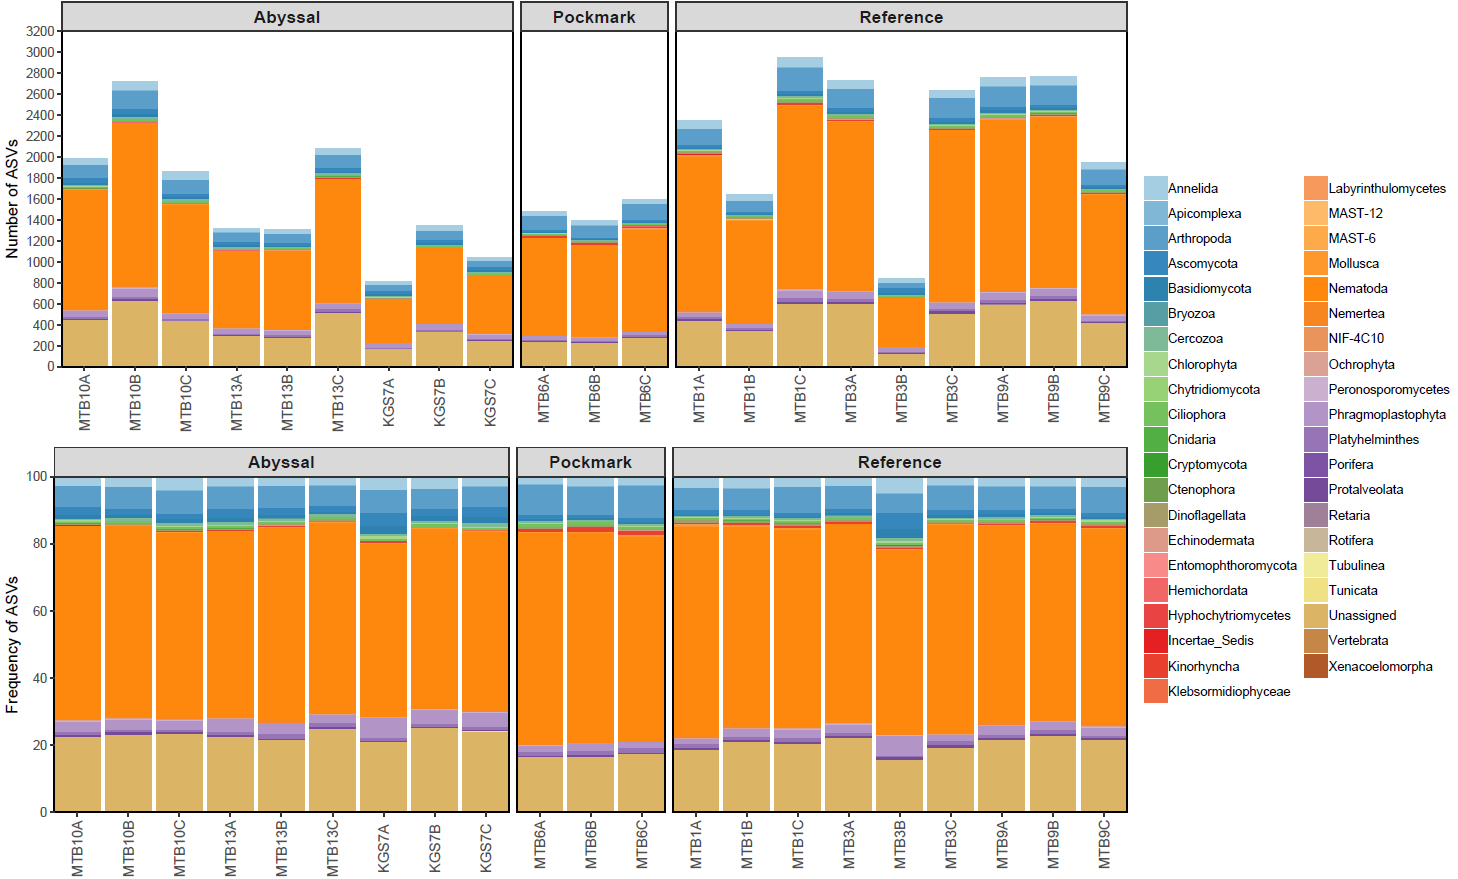 Abyssal Pockmark Reference
Number of ASVs
3200
3000
2800
2600
2400
2200
2000
1800
1600
1400
1200
1000
800
600
400
200
0
MTB10A MTB10B MTB10C MTB13A MTB13B MTB13C KGS7A KGS7B KGS7C MTB6A MTB6B MTB6C MTB1A MTB1B MTB1C MTB3A MTB3B MTB3C MTB9A MTB9B MTB9C
Abyssal Pockmark Reference
Frequency of ASVs
100
80
60
40
20
0
MTB10A MTB10B MTB10C MTB13A MTB13B MTB13C KGS7A KGS7B KGS7C MTB6A MTB6B MTB6C MTB1A MTB1B MTB1C MTB3A MTB3B MTB3C MTB9A MTB9B MTB9C
Annelida
Apicomplexa
Arthropoda
Ascomycota
Basidiomycota
Bryozoa
Cercozoa
Chlorophyta
Chytridiomycota
Ciliophora
Cnidaria
Cryptomycota
Ctenophora
Dinoflagellata
Echinodermata
Entomophthoromycota
Hemichordata
Hyphochytriomycetes
Incertae_Sedis
Kinorhyncha
Klebsormidiophyceae
Labyrinthulomycetes
MAST-12
MAST-6
Mollusca
Nematoda
Nemertea
NIF-4C10
Ochrophyta
Peronosporomycetes
Phragmoplastophyta
Platyhelminthes
Porifera
Protalveolata
Retaria
Rotifera
Tubulinea
Tunicata
Unassigned
Vertebrata
Xenacoelomorpha